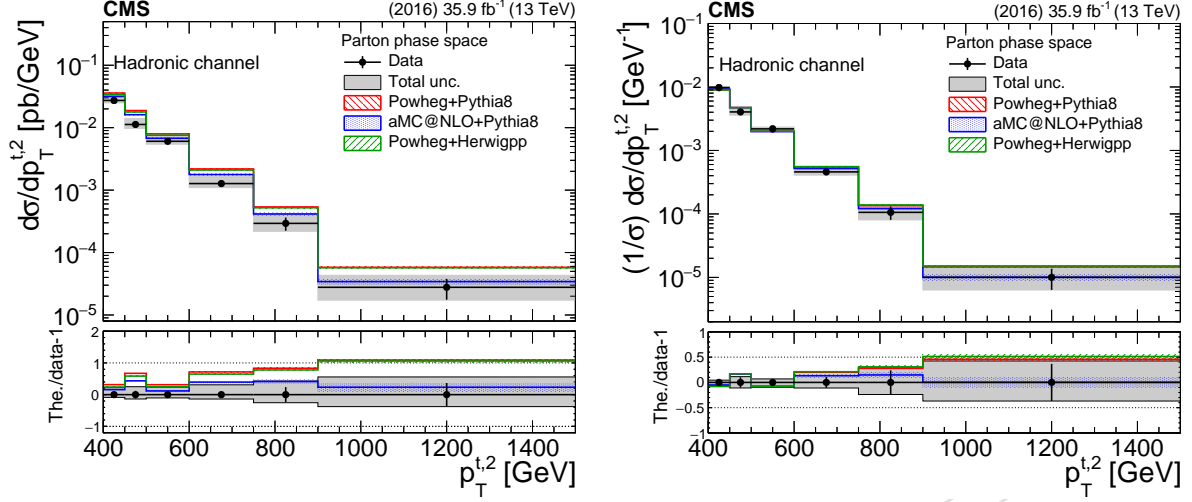 CMS (2016) 35.9 fb⁻¹ (13 TeV)
Parton phase space
Hadronic channel
Data
Total unc.
Powheg+Pythia8
aMC@NLO+Pythia8
Powheg+Herwigpp
dσ/dp_T^{t,2} [pb/GeV]
10⁻¹
10⁻²
10⁻³
10⁻⁴
10⁻⁵
The./data-1
2
1
0
−1
400 600 800 1000 1200 1400
p_T^{t,2} [GeV]
CMS (2016) 35.9 fb⁻¹ (13 TeV)
Parton phase space
Hadronic channel
Data
Total unc.
Powheg+Pythia8
aMC@NLO+Pythia8
Powheg+Herwigpp
(1/σ) dσ/dp_T^{t,2} [GeV⁻¹]
10⁻¹
10⁻²
10⁻³
10⁻⁴
10⁻⁵
The./data-1
1
0.5
0
−0.5
−1
400 600 800 1000 1200 1400
p_T^{t,2} [GeV]